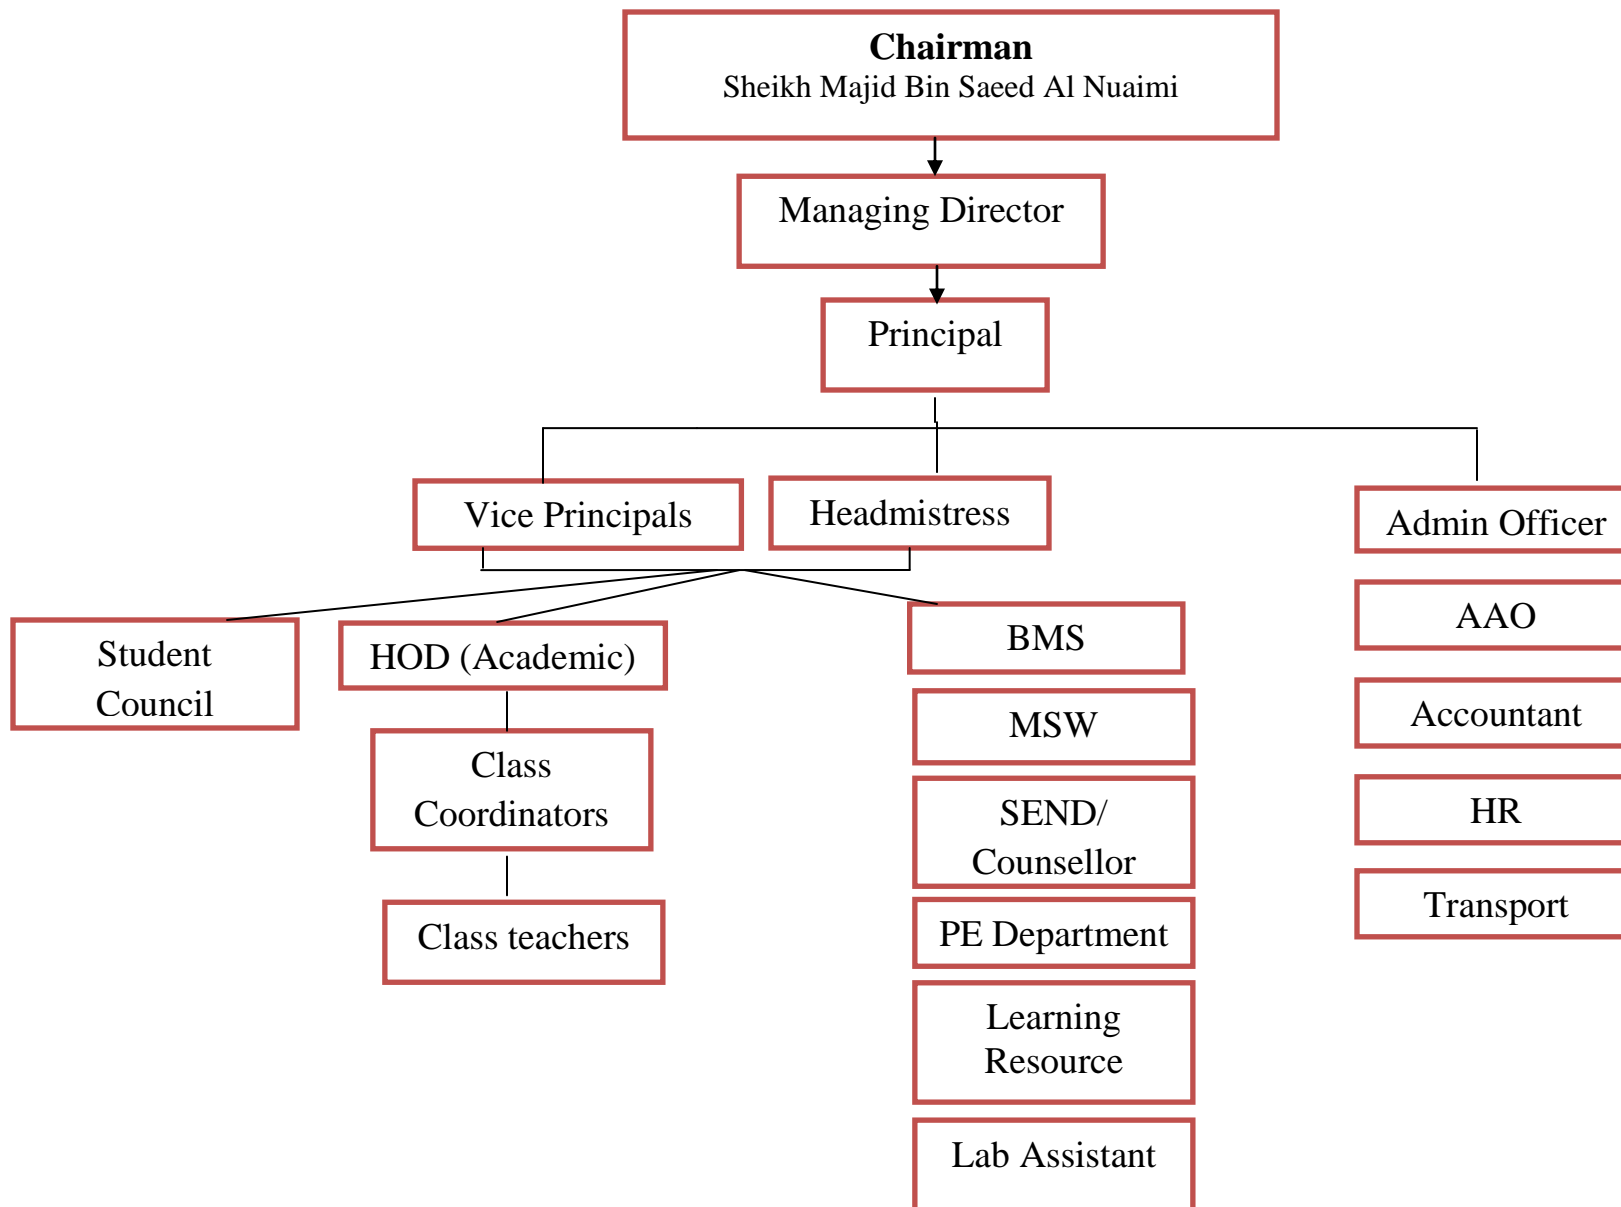 Chairman
Sheikh Majid Bin Saeed Al Nuaimi
Managing Director
Principal
Vice Principals
Headmistress
Admin Officer
Student
Council
HOD (Academic)
Class
Coordinators
Class teachers
BMS
MSW
SEND/
Counsellor
PE Department
Learning
Resource
Lab Assistant
AAO
Accountant
HR
Transport